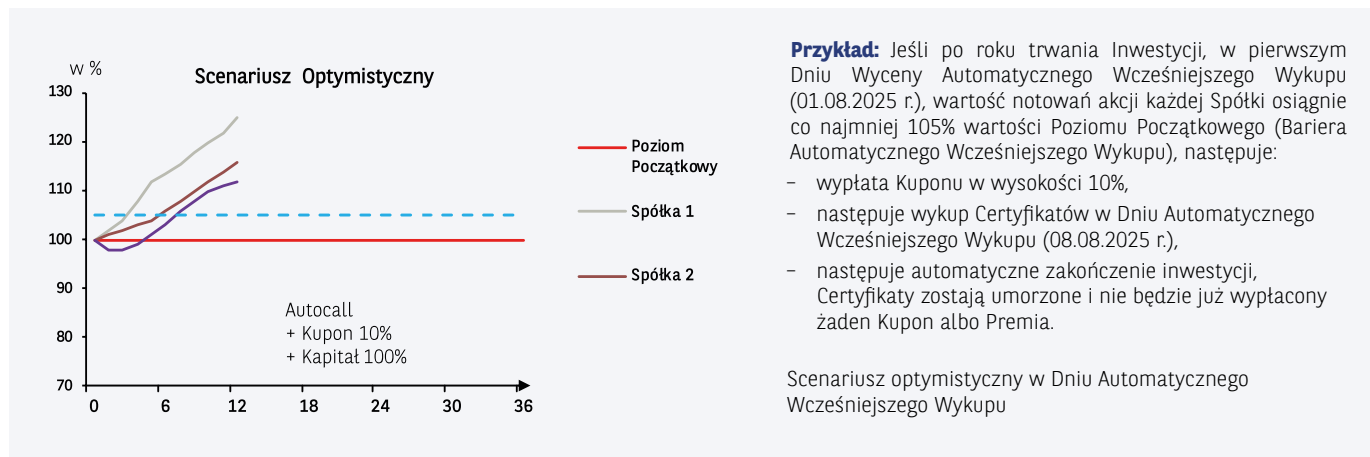 w %
Scenariusz Optymistyczny
130
120
110
100
90
80
70
0 6 12 18 24 30 36
Autocall
+ Kupon 10%
+ Kapitał 100%
Poziom
Początkowy
Spółka 1
Spółka 2
Przykład: Jeśli po roku trwania Inwestycji, w pierwszym
Dniu Wyceny Automatycznego Wcześniejszego Wykupu
(01.08.2025 r.), wartość notowań akcji każdej Spółki osiągnie
co najmniej 105% wartości Poziomu Początkowego (Bariera
Automatycznego Wcześniejszego Wykupu), następuje:
– wypłata Kuponu w wysokości 10%,
– następuje wykup Certyfikatów w Dniu Automatycznego
Wcześniejszego Wykupu (08.08.2025 r.),
– następuje automatyczne zakończenie inwestycji,
Certyfikaty zostają umorzone i nie będzie już wypłacony
żaden Kupon albo Premia.
Scenariusz optymistyczny w Dniu Automatycznego
Wcześniejszego Wykupu